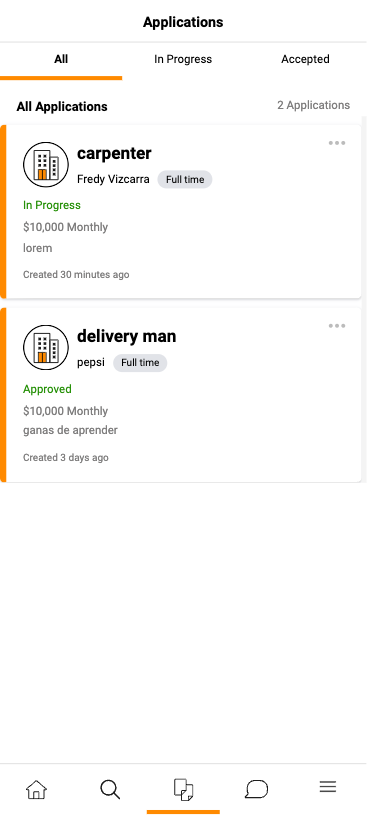 Applications
All In Progress Accepted
All Applications 2 Applications
carpenter
Fredy Vizcarra Full time
In Progress
$10,000 Monthly
lorem
Created 30 minutes ago
delivery man
pepsi Full time
Approved
$10,000 Monthly
ganas de aprender
Created 3 days ago